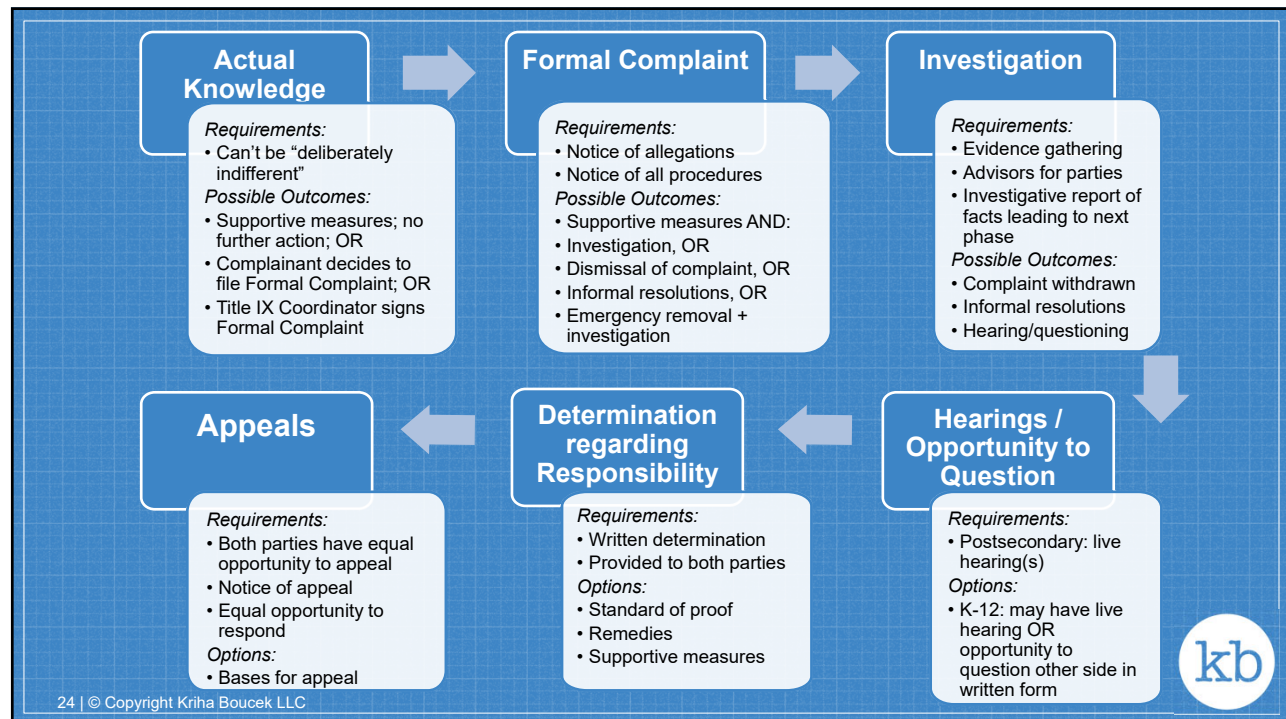 Actual
Knowledge
Requirements:
• Can't be “deliberately
indifferent”
Possible Outcomes:
• Supportive measures; no
further action; OR
• Complainant decides to
file Formal Complaint; OR
• Title IX Coordinator signs
Formal Complaint
Formal Complaint
Requirements:
• Notice of allegations
• Notice of all procedures
Possible Outcomes:
• Supportive measures AND:
• Investigation, OR
• Dismissal of complaint, OR
• Informal resolutions, OR
• Emergency removal +
investigation
Investigation
Requirements:
• Evidence gathering
• Advisors for parties
• Investigative report of
facts leading to next
phase
Possible Outcomes:
• Complaint withdrawn
• Informal resolutions
• Hearing/questioning
Hearings /
Opportunity to
Question
Requirements:
• Postsecondary: live
hearing(s)
Options:
• K-12: may have live
hearing OR
opportunity to
question other side in
written form
Determination
regarding
Responsibility
Requirements:
• Written determination
• Provided to both parties
Options:
• Standard of proof
• Remedies
• Supportive measures
Appeals
Requirements:
• Both parties have equal
opportunity to appeal
• Notice of appeal
• Equal opportunity to
respond
Options:
• Bases for appeal
24 | © Copyright Kriha Boucek LLC
kb